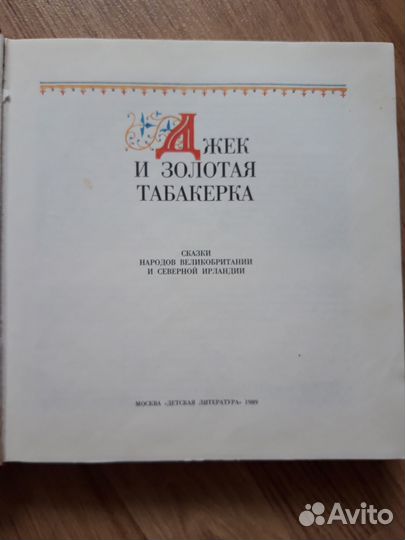 ДЖЕК
И ЗОЛОТАЯ
ТАБАКЕРКА
СКАЗКИ
НАРОДОВ ВЕЛИКОБРИТАНИИ
И СЕВЕРНОЙ ИРЛАНДИИ
МОСКВА «ДЕТСКАЯ ЛИТЕРАТУРА» 1989
Avito